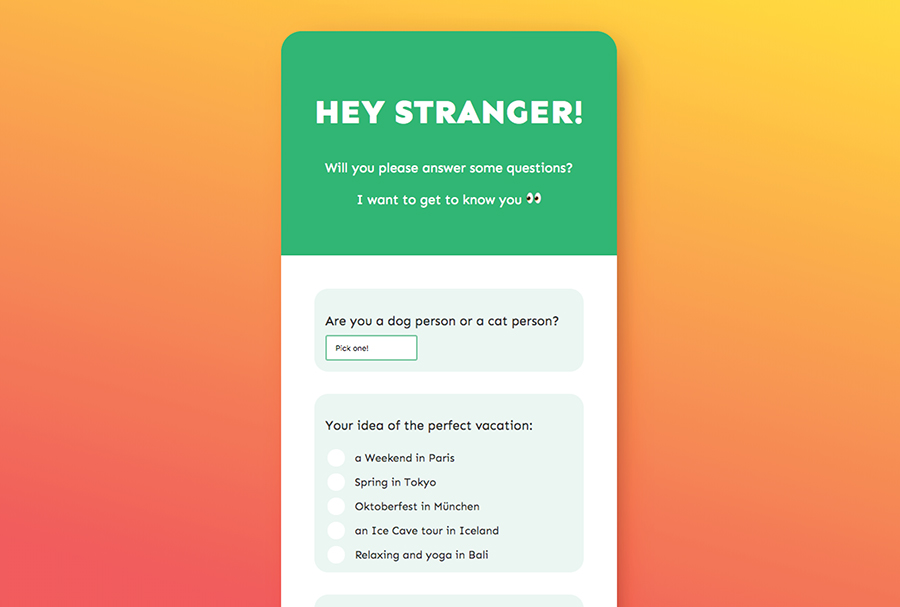 HEY STRANGER!
Will you please answer some questions?
I want to get to know you 👀
Are you a dog person or a cat person?
Pick one!
Your idea of the perfect vacation:
a Weekend in Paris
Spring in Tokyo
Oktoberfest in München
an Ice Cave tour in Iceland
Relaxing and yoga in Bali